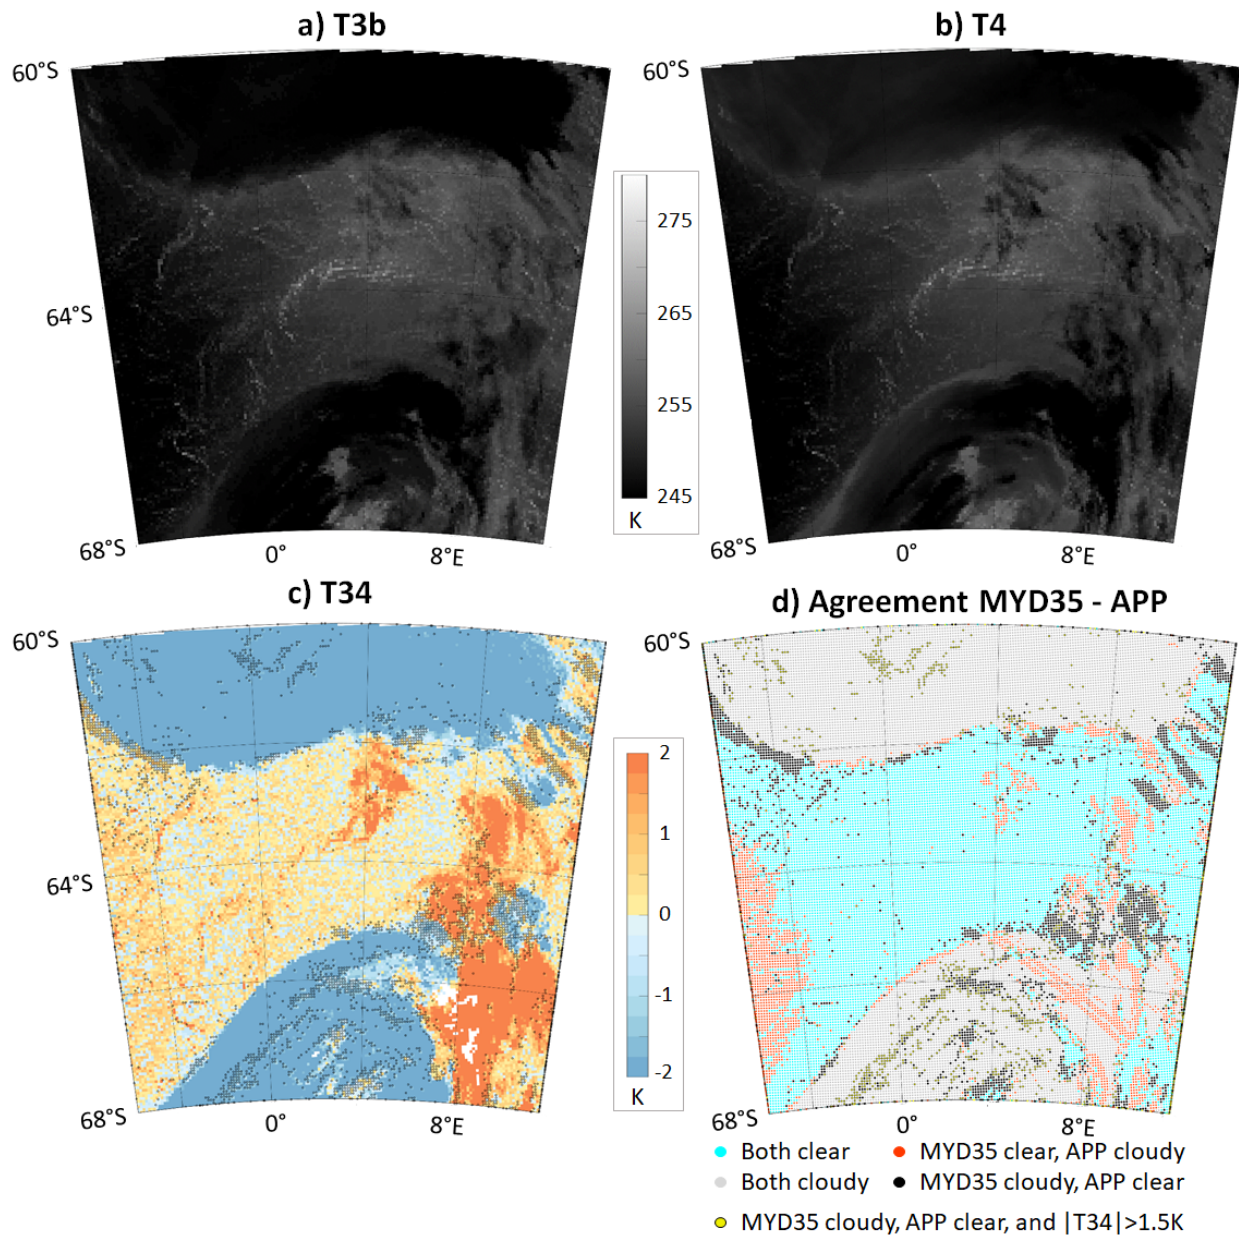 a) T3b
b) T4
60°S
64°S
68°S
0°
8°E
275
265
255
245
K
60°S
64°S
68°S
0°
8°E
c) T34
d) Agreement MYD35 - APP
60°S
64°S
68°S
0°
8°E
2
1
0
-1
-2
K
60°S
64°S
68°S
0°
8°E
Both clear
MYD35 clear, APP cloudy
Both cloudy
MYD35 cloudy, APP clear
MYD35 cloudy, APP clear, and |T34|>1.5K